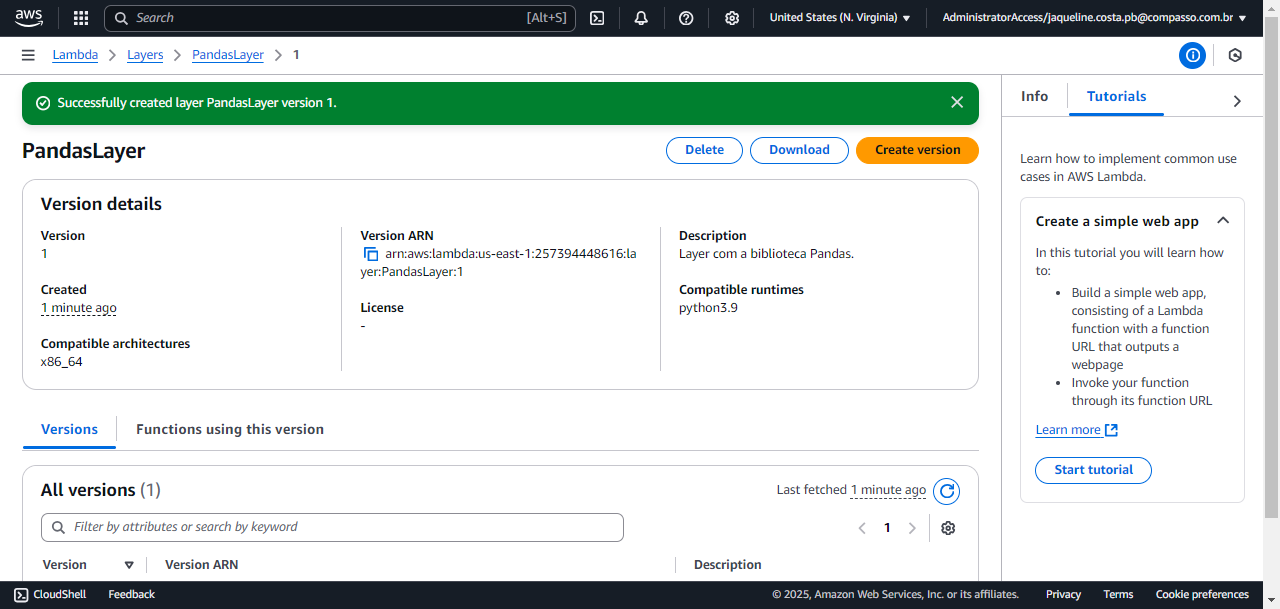 aws
Search [Alt+S]
United States (N. Virginia)
AdministratorAccess/jaqueline.costa.pb@compasso.com.br
Lambda
Layers
PandasLayer
1
Successfully created layer PandasLayer version 1.
PandasLayer
Delete
Download
Create version
Version details
Version
1
Created
1 minute ago
Compatible architectures
x86_64
Version ARN
arn:aws:lambda:us-east-1:257394448616:la
yer:PandasLayer:1
License
-
Description
Layer com a biblioteca Pandas.
Compatible runtimes
python3.9
Versions
Functions using this version
All versions (1)
Last fetched 1 minute ago
Filter by attributes or search by keyword
1
Version
Version ARN
Description
Info
Tutorials
Learn how to implement common use
cases in AWS Lambda.
Create a simple web app
In this tutorial you will learn how
to:
• Build a simple web app,
consisting of a Lambda
function with a function
URL that outputs a
webpage
• Invoke your function
through its function URL
Learn more
Start tutorial
CloudShell
Feedback
© 2025, Amazon Web Services, Inc. or its affiliates.
Privacy
Terms
Cookie preferences